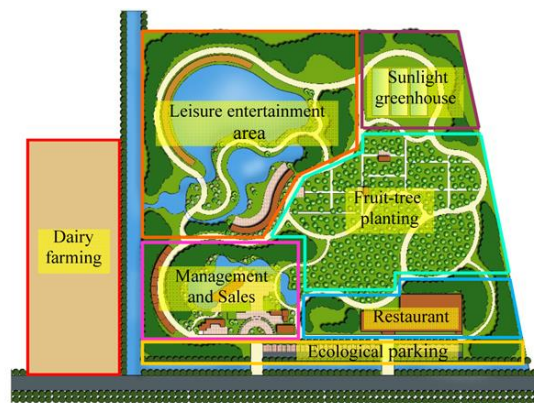 Leisure entertainment
area
Sunlight
greenhouse
Fruit-tree
planting
Dairy
farming
Management
and Sales
Restaurant
Ecological parking